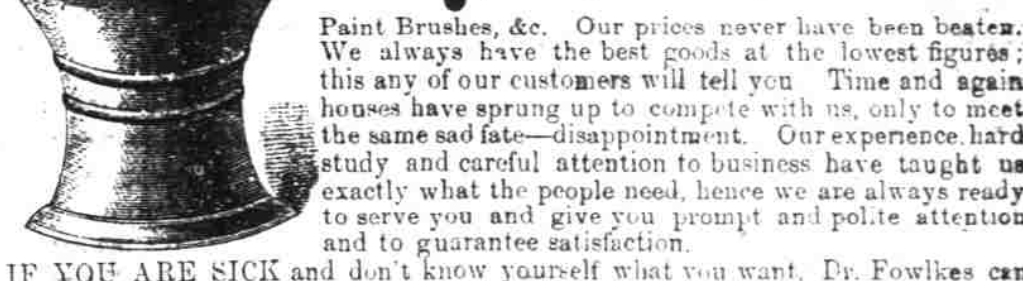 Paint Brushes, &c. Our prices never have been beaten.
We always have the best goods at the lowest figures;
this any of our customers will tell you Time and again
houses have sprung up to compete with us, only to meet
the same sad fate—disappointment. Our experience, hard
study and careful attention to business have taught us
exactly what the people need, hence we are always ready
to serve you and give you prompt and polite attention
and to guarantee satisfaction.
IF YOU ARE SICK and don't know yourself what you want, Dr. Fowlkes can